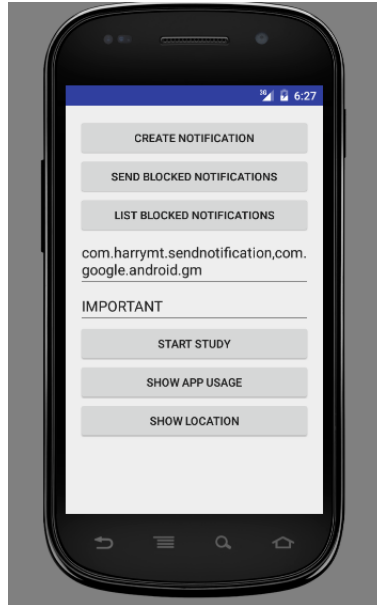 3G 6:27
CREATE NOTIFICATION
SEND BLOCKED NOTIFICATIONS
LIST BLOCKED NOTIFICATIONS
com.harrymt.sendnotification,com.
google.android.gm
IMPORTANT
START STUDY
SHOW APP USAGE
SHOW LOCATION